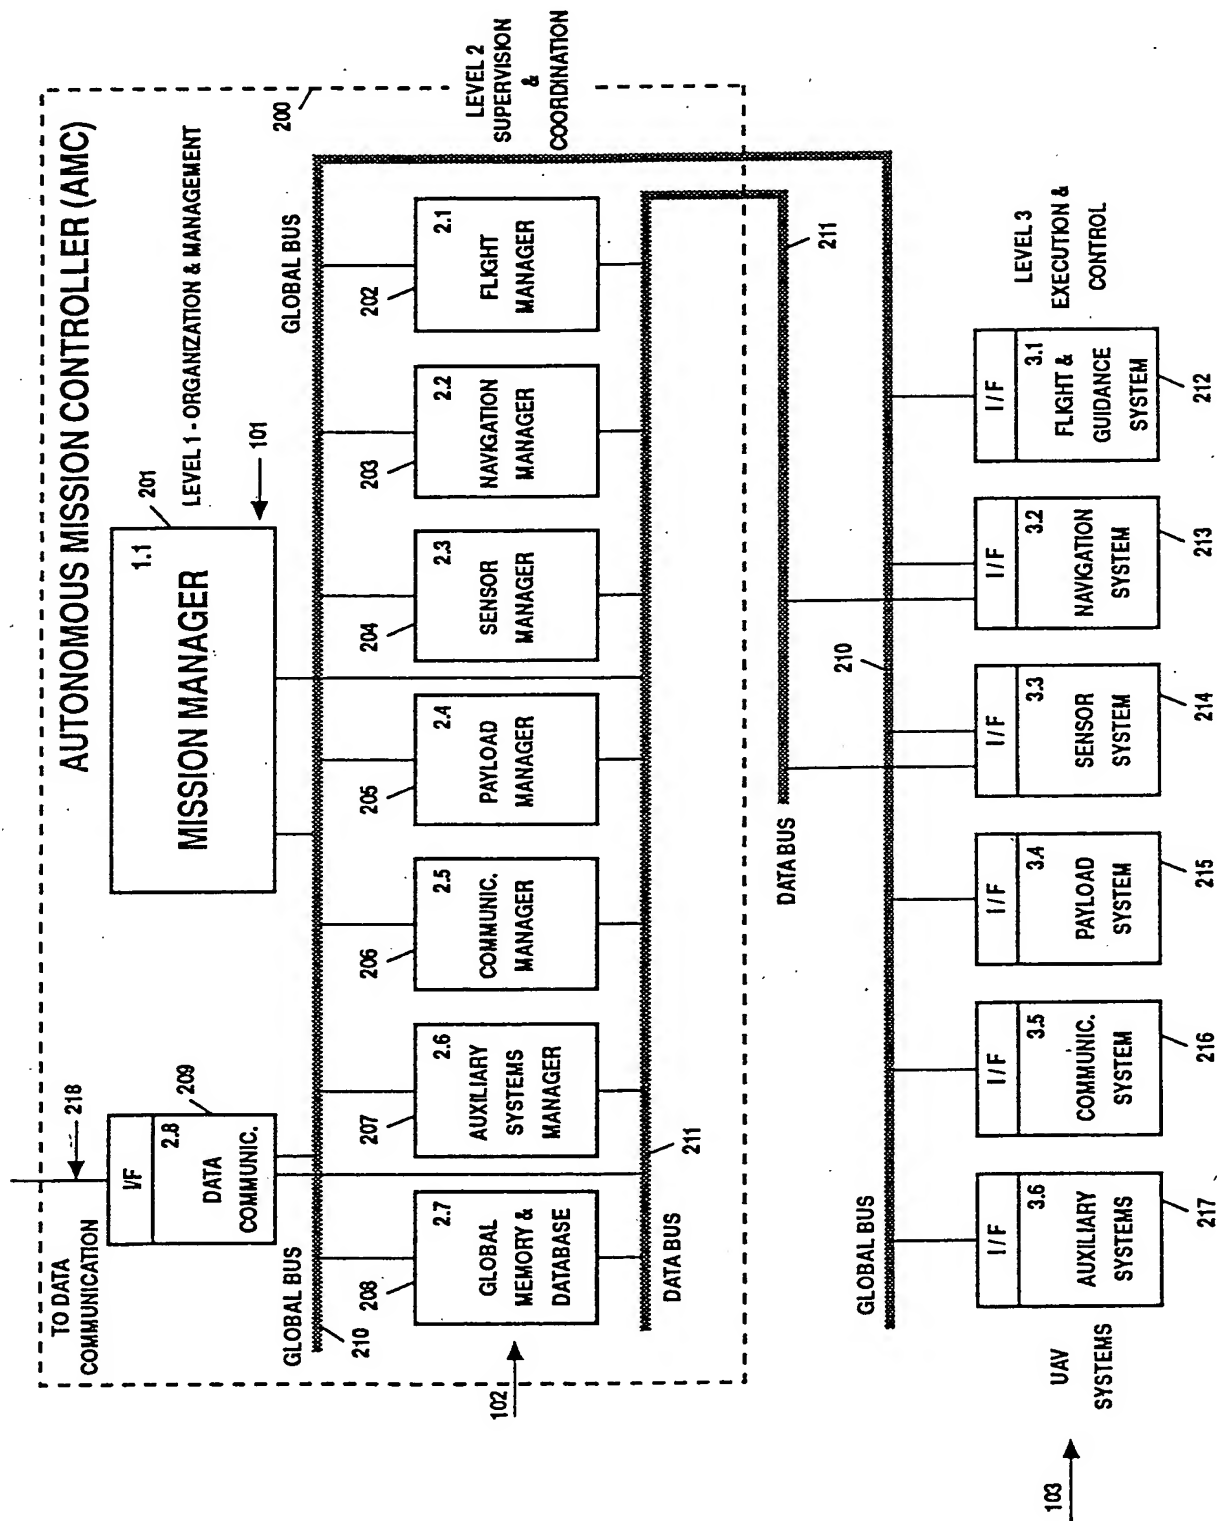 AUTONOMOUS MISSION CONTROLLER (AMC)
TO DATA
COMMUNICATION
218
I/F
2.8
DATA
COMMUNIC.
209
1.1
MISSION MANAGER
201
LEVEL 1 - ORGANIZATION & MANAGEMENT
101
200
GLOBAL BUS
210
GLOBAL BUS
LEVEL 2
SUPERVISION
&
COORDINATION
208
2.7
GLOBAL
MEMORY &
DATABASE
207
2.6
AUXILIARY
SYSTEMS
MANAGER
206
2.5
COMMUNIC.
MANAGER
205
2.4
PAYLOAD
MANAGER
204
2.3
SENSOR
MANAGER
203
2.2
NAVIGATION
MANAGER
202
2.1
FLIGHT
MANAGER
102
DATA BUS
211
DATA BUS
211
GLOBAL BUS
210
LEVEL 3
EXECUTION &
CONTROL
I/F
3.6
AUXILIARY
SYSTEMS
217
I/F
3.5
COMMUNIC.
SYSTEM
216
I/F
3.4
PAYLOAD
SYSTEM
215
I/F
3.3
SENSOR
SYSTEM
214
I/F
3.2
NAVIGATION
SYSTEM
213
I/F
3.1
FLIGHT &
GUIDANCE
SYSTEM
212
UAV
SYSTEMS
103